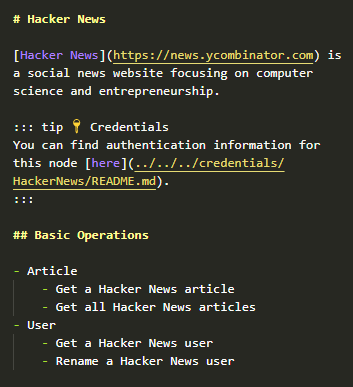 # Hacker News
[Hacker News](https://news.ycombinator.com) is
a social news website focusing on computer
science and entrepreneurship.
::: tip 🔑 Credentials
You can find authentication information for
this node [here](../../../credentials/
HackerNews/README.md).
:::
## Basic Operations
- Article
    - Get a Hacker News article
    - Get all Hacker News articles
- User
    - Get a Hacker News user
    - Rename a Hacker News user